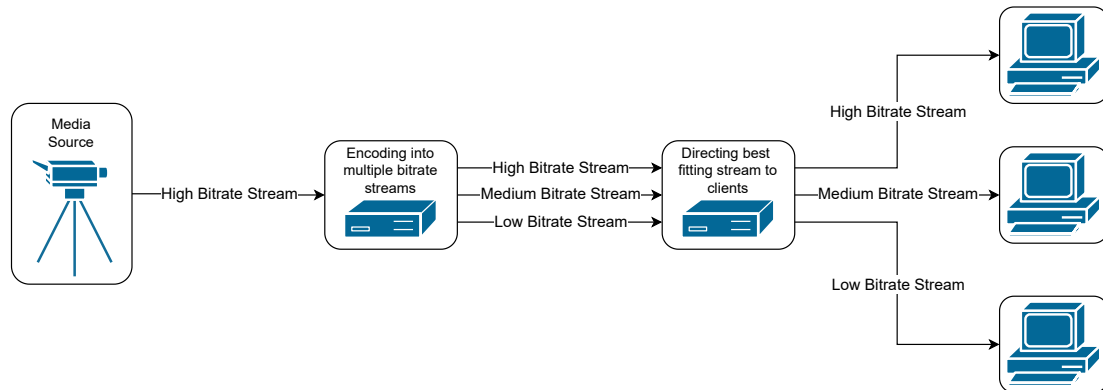 Media
Source
High Bitrate Stream
Encoding into
multiple bitrate
streams
High Bitrate Stream
Medium Bitrate Stream
Low Bitrate Stream
Directing best
fitting stream to
clients
High Bitrate Stream
Medium Bitrate Stream
Low Bitrate Stream